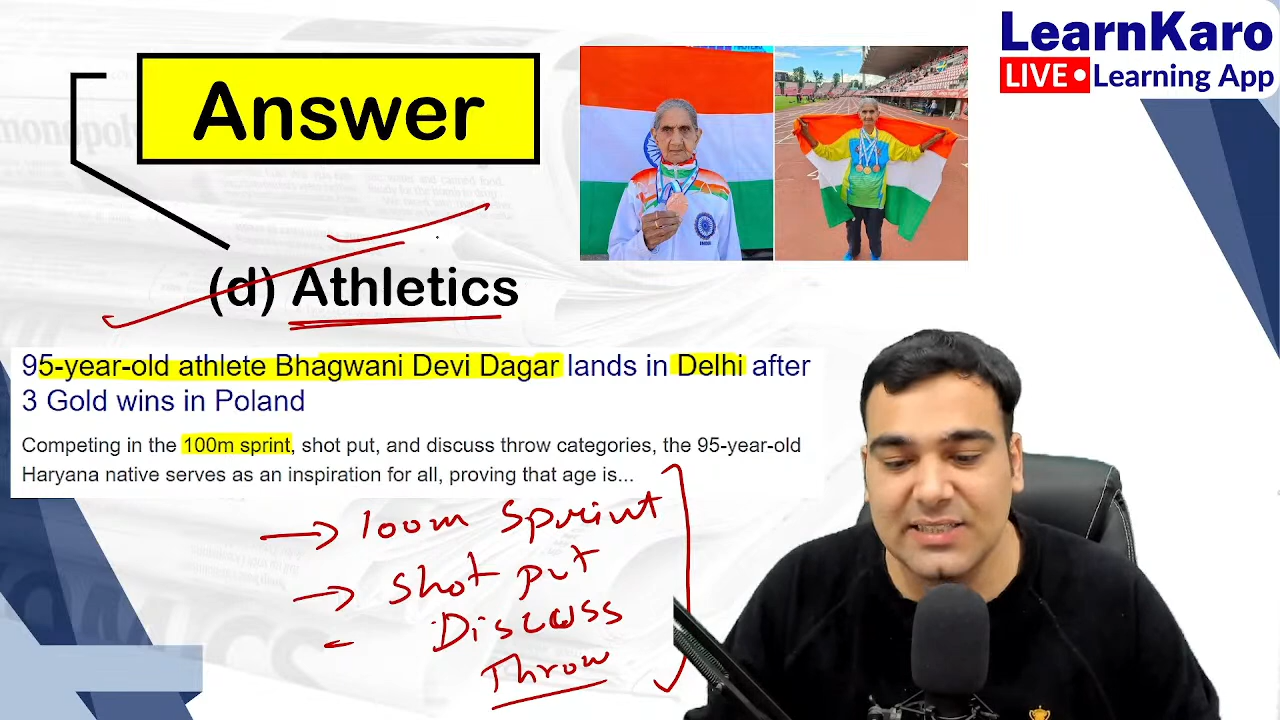 LearnKaro
LIVE • Learning App
Answer
(d) Athletics
95-year-old athlete Bhagwani Devi Dagar lands in Delhi after
3 Gold wins in Poland
Competing in the 100m sprint, shot put, and discuss throw categories, the 95-year-old
Haryana native serves as an inspiration for all, proving that age is...
→ 100m Sprint
→ Shot put
Discuss
Throw